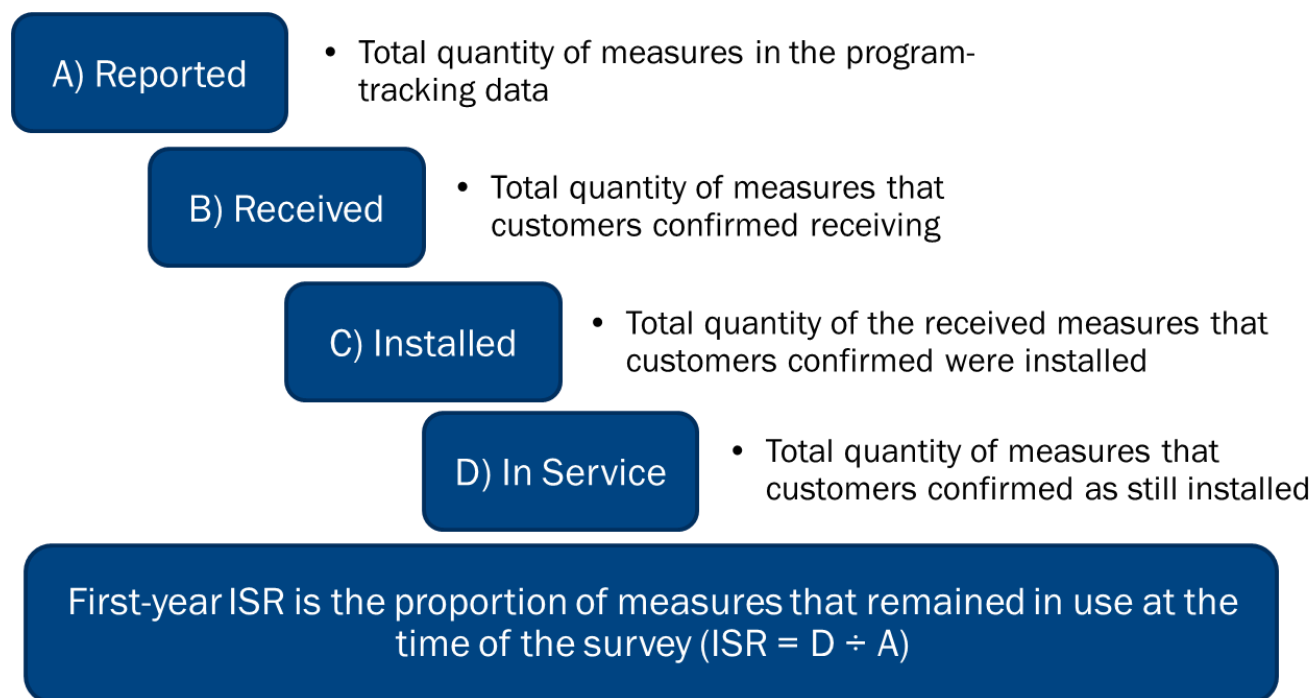 A) Reported
• Total quantity of measures in the program-
tracking data
B) Received
• Total quantity of measures that
customers confirmed receiving
C) Installed
• Total quantity of the received measures that
customers confirmed were installed
D) In Service
• Total quantity of measures that
customers confirmed as still installed
First-year ISR is the proportion of measures that remained in use at the
time of the survey (ISR = D ÷ A)